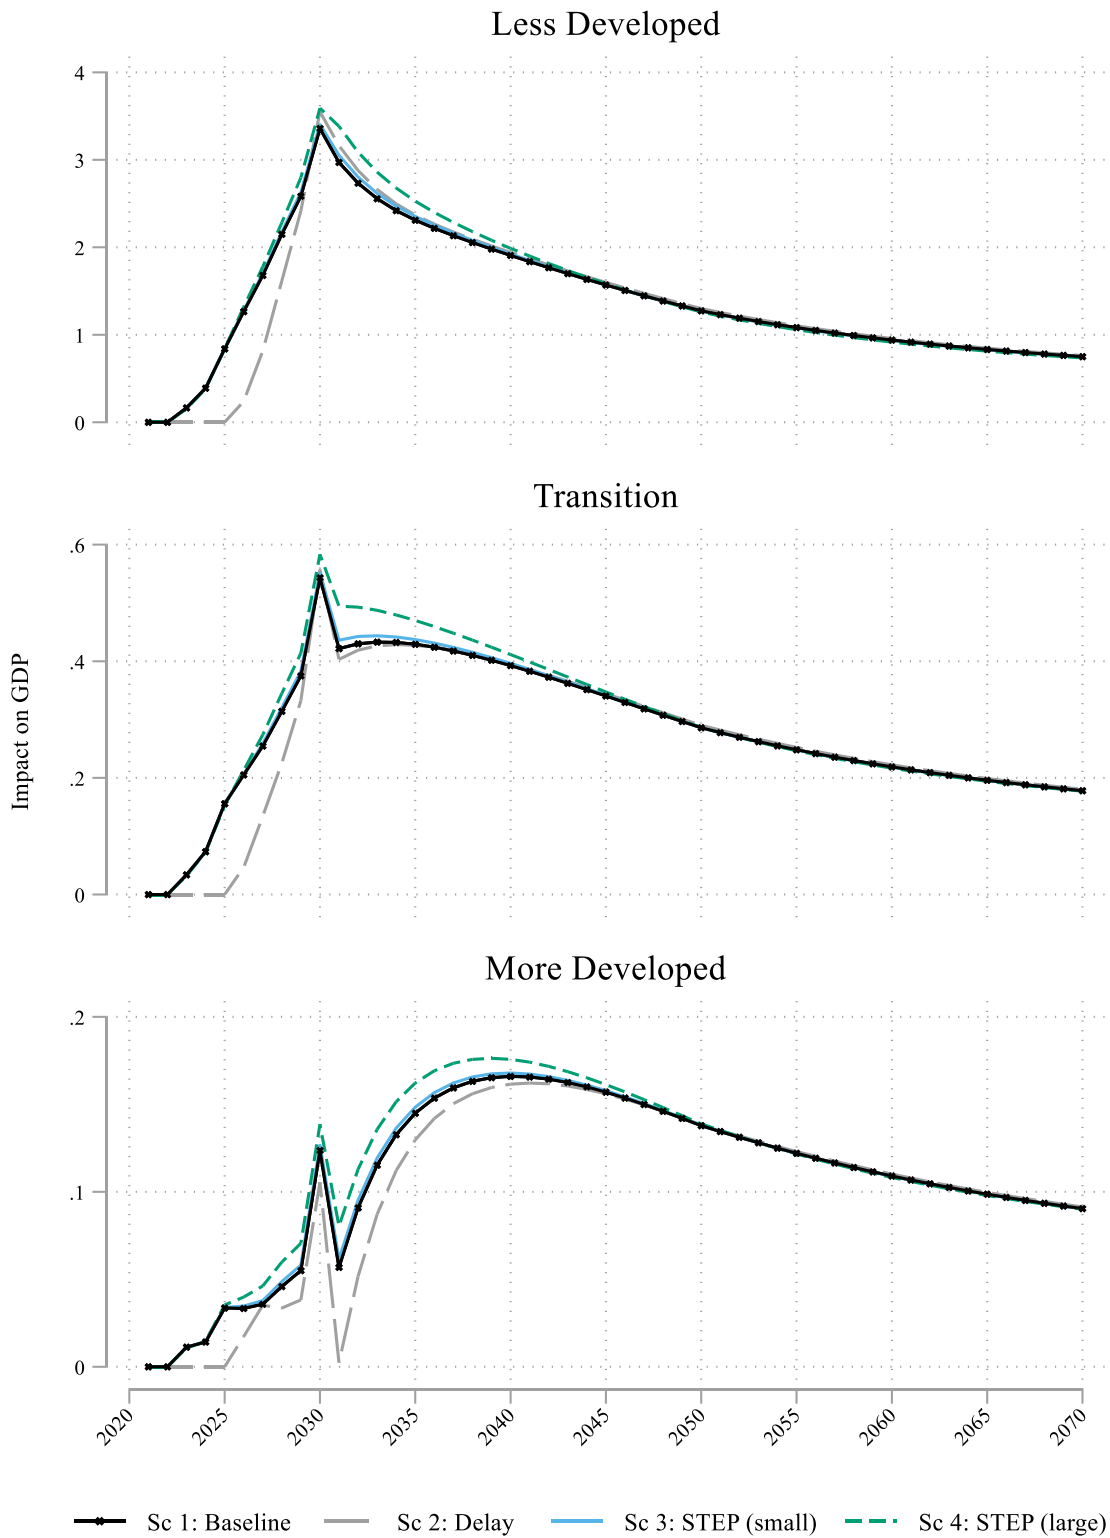 Less Developed
4
3
2
1
0
Transition
.6
.4
.2
0
Impact on GDP
More Developed
.2
.1
0
2020 2025 2030 2035 2040 2045 2050 2055 2060 2065 2070
Sc 1: Baseline Sc 2: Delay Sc 3: STEP (small) Sc 4: STEP (large)